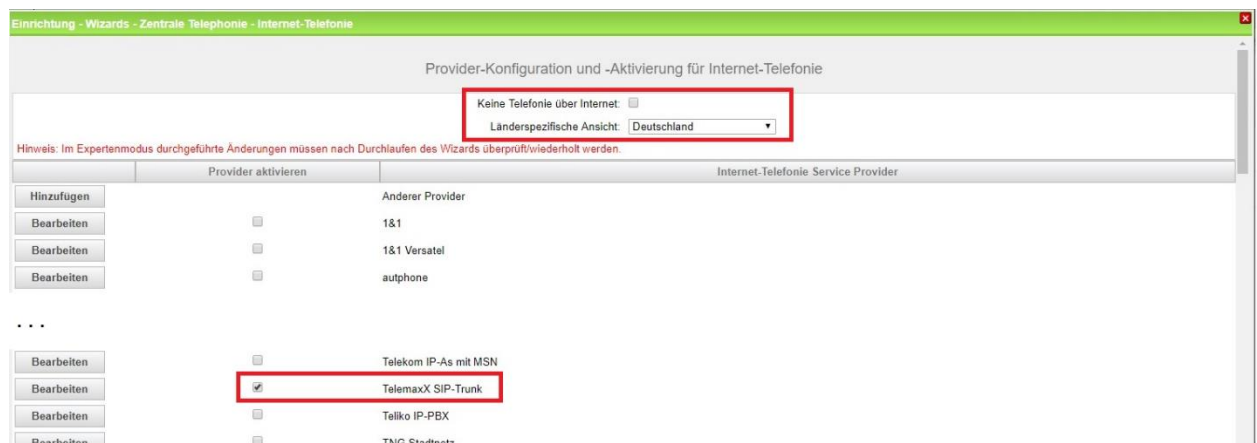 Einrichtung - Wizards - Zentrale Telephonie - Internet-Telefonie
Provider-Konfiguration und -Aktivierung für Internet-Telefonie
Keine Telefonie über Internet:
Länderspezifische Ansicht: Deutschland
Hinweis: Im Expertenmodus durchgeführte Änderungen müssen nach Durchlaufen des Wizards überprüft/wiederholt werden.
Provider aktivieren Internet-Telefonie Service Provider
Hinzufügen Anderer Provider
Bearbeiten 1&1
Bearbeiten 1&1 Versatel
Bearbeiten autphone
...
Bearbeiten Telekom IP-As mit MSN
Bearbeiten TelemaxX SIP-Trunk
Bearbeiten Teliko IP-PBX
Bearbeiten TNG Stadtnetz